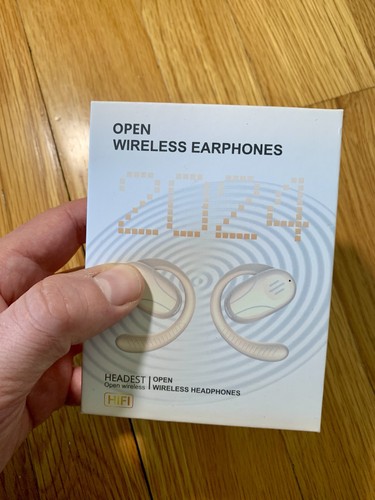 OPEN
WIRELESS EARPHONES
2024
HEADEST
Open wireless
OPEN
WIRELESS HEADPHONES
HiFi